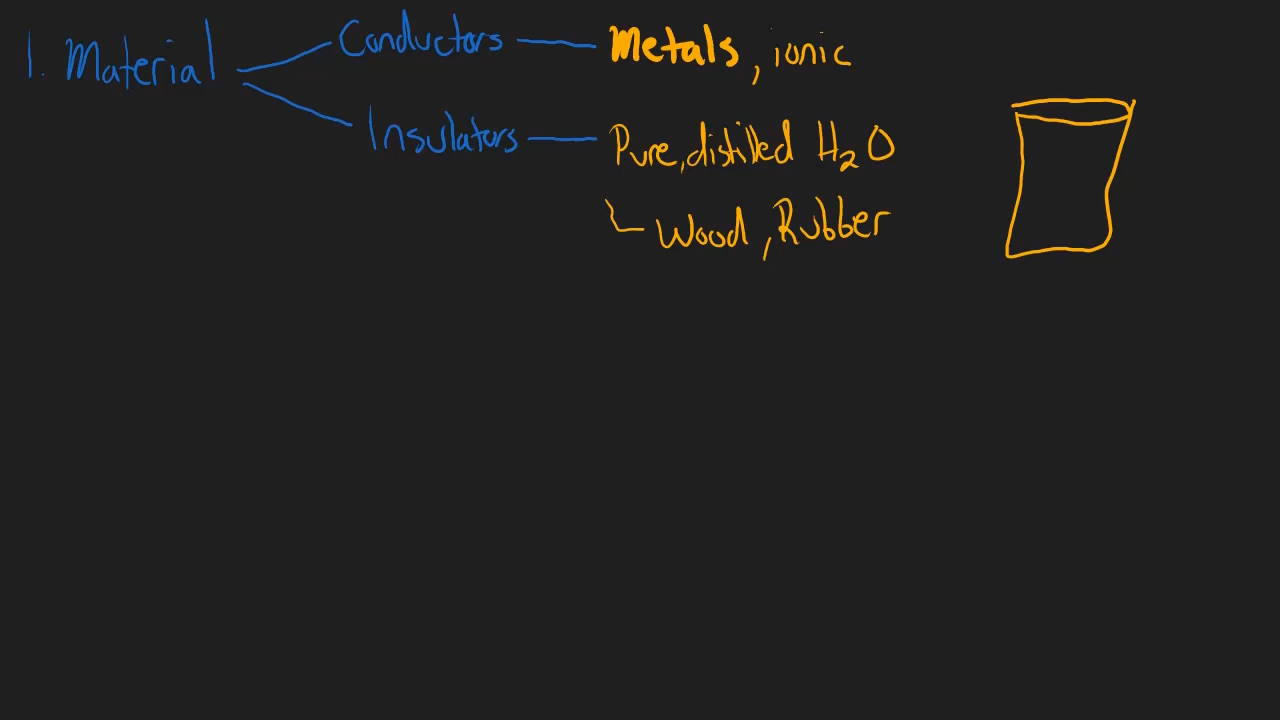 1. Material
Conductors
Metals, ionic
Insulators
Pure, distilled H₂O
Wood, Rubber